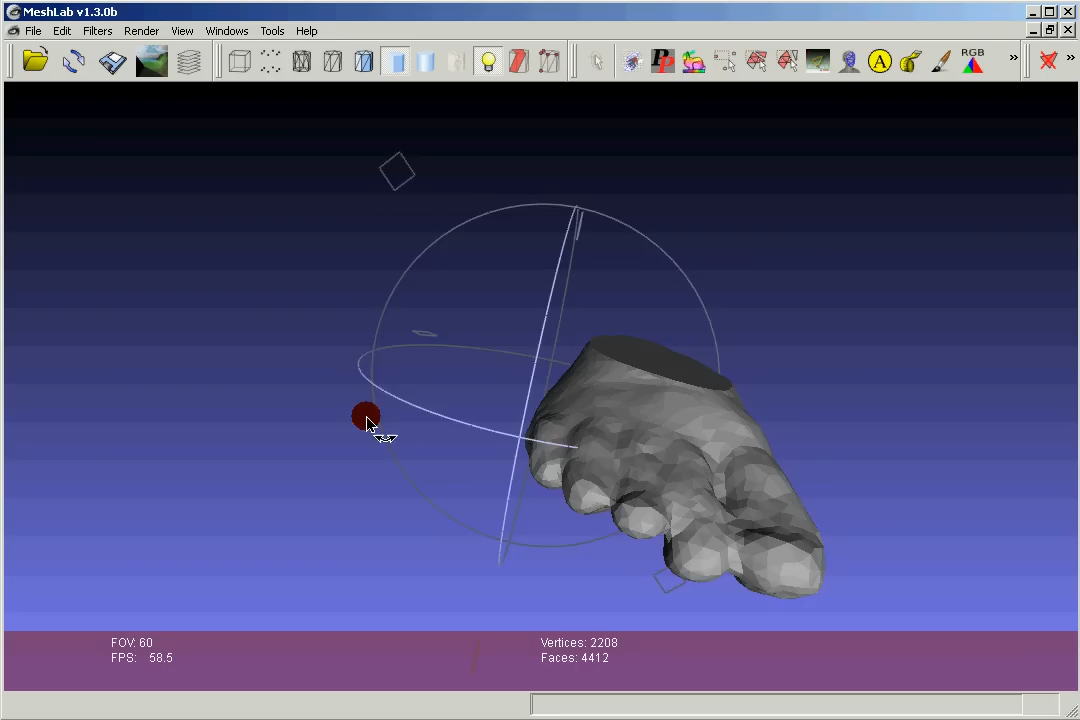 MeshLab v1.3.0b
File Edit Filters Render View Windows Tools Help
PP A RGB » »
FOV: 60 Vertices: 2208
FPS: 58.5 Faces: 4412